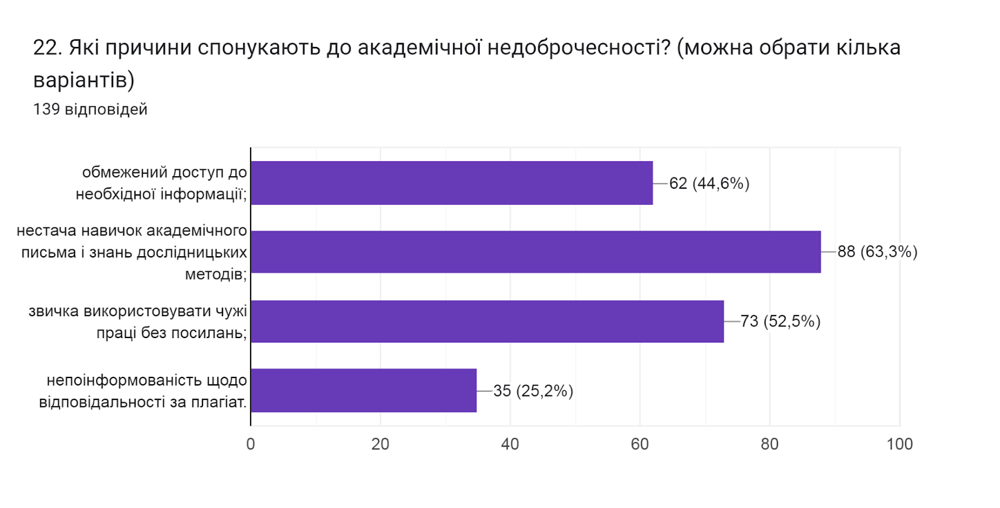 22. Які причини спонукають до академічної недоброчесності? (можна обрати кілька
варіантів)
139 відповідей
обмежений доступ до
необхідної інформації;
62 (44,6%)
нестача навичок академічного
письма і знань дослідницьких
методів;
88 (63,3%)
звичка використовувати чужі
праці без посилань;
73 (52,5%)
непоінформованість щодо
відповідальності за плагіат.
35 (25,2%)
0 20 40 60 80 100